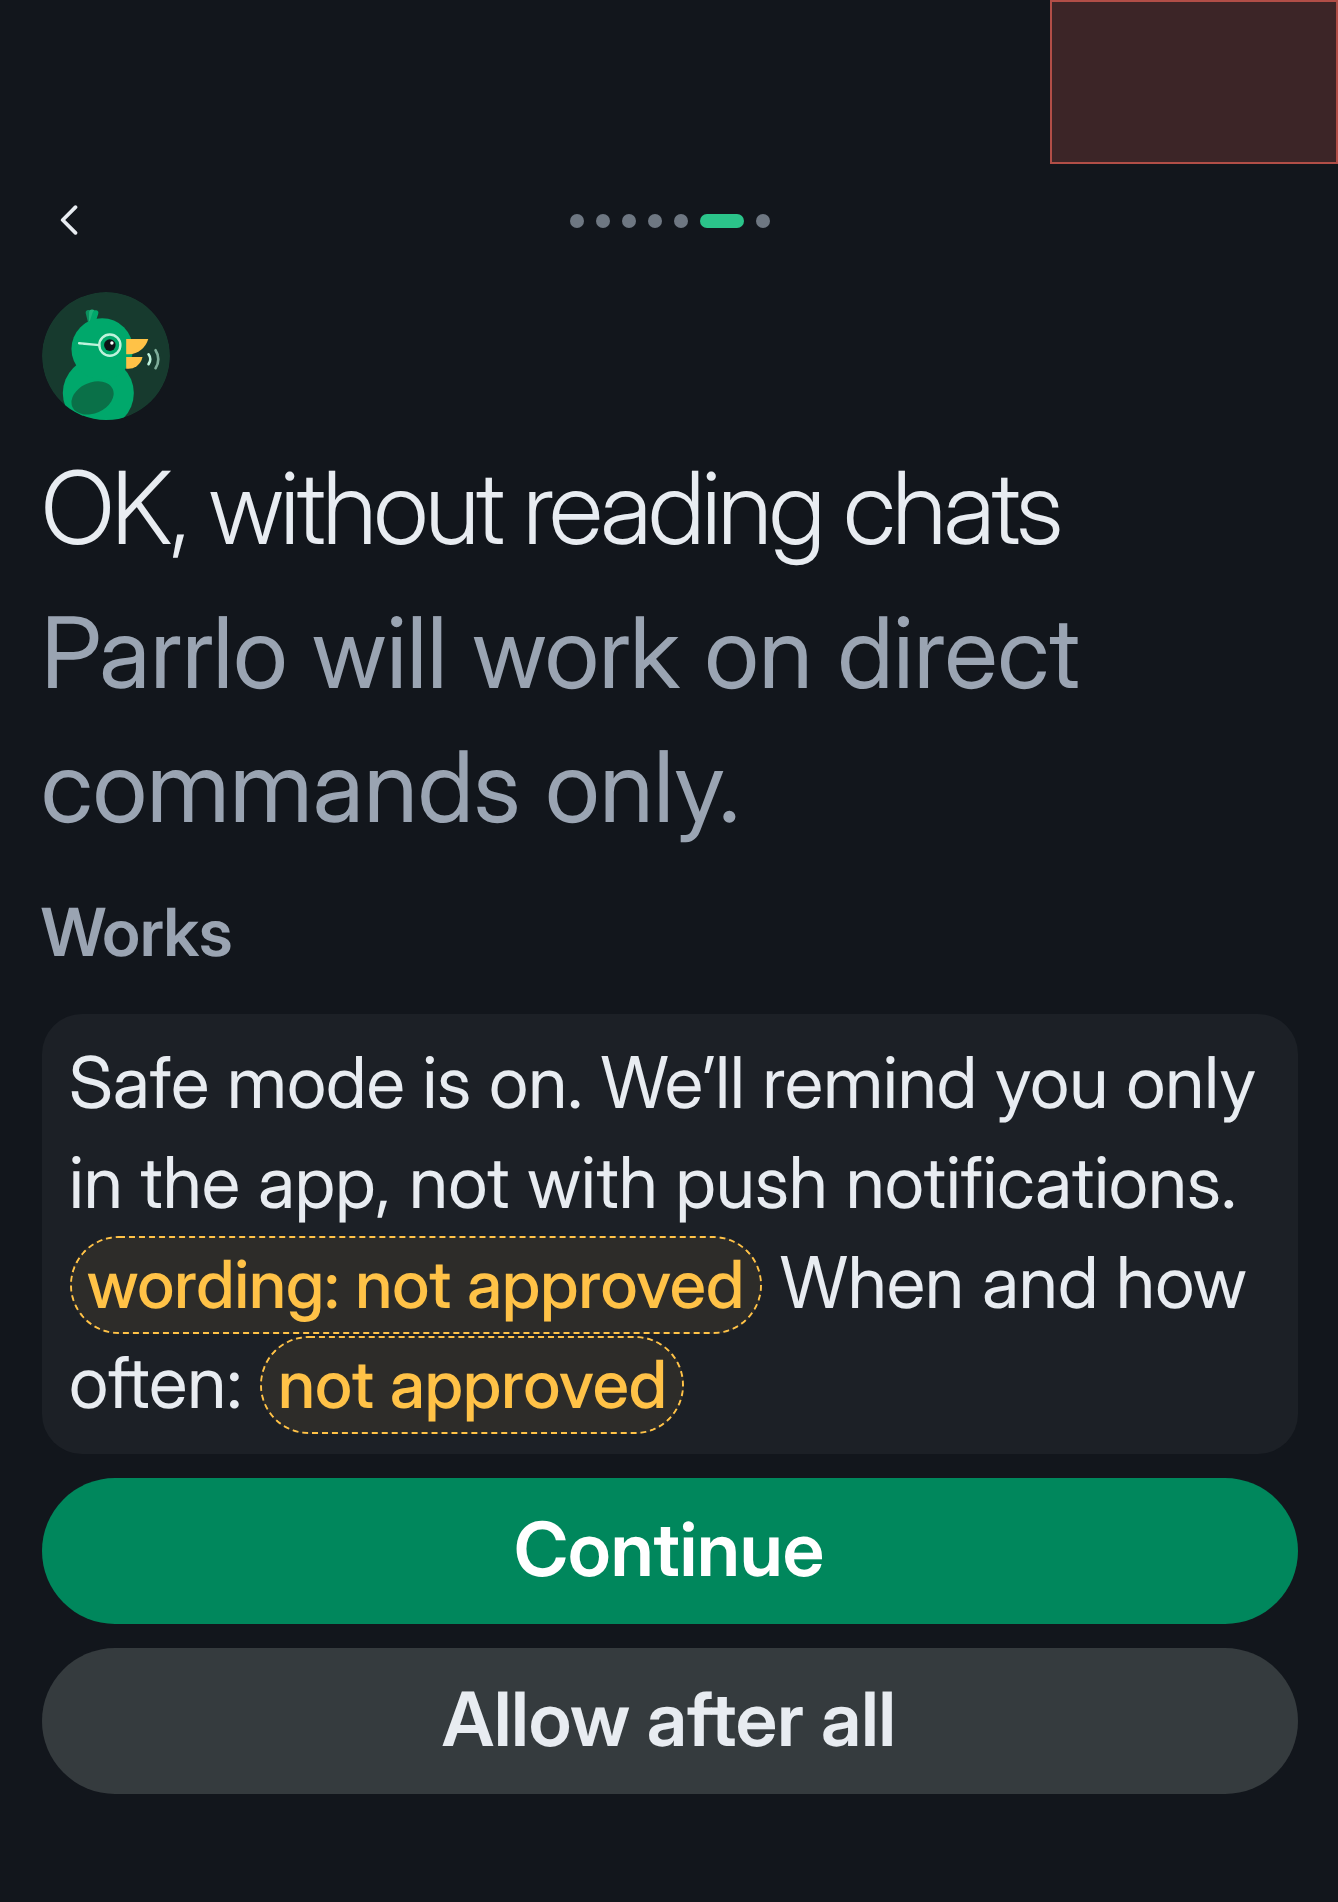 OK, without reading chats
Parrlo will work on direct
commands only.
Works
Safe mode is on. We’ll remind you only
in the app, not with push notifications.
wording: not approved When and how
often: not approved
Continue
Allow after all